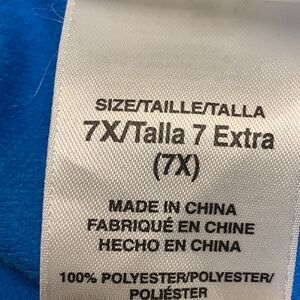 SIZE/TAILLE/TALLA
7X/Talla 7 Extra
(7X)
MADE IN CHINA
FABRIQUÉ EN CHINE
HECHO EN CHINA
100% POLYESTER/POLYESTER/
POLIÉSTER